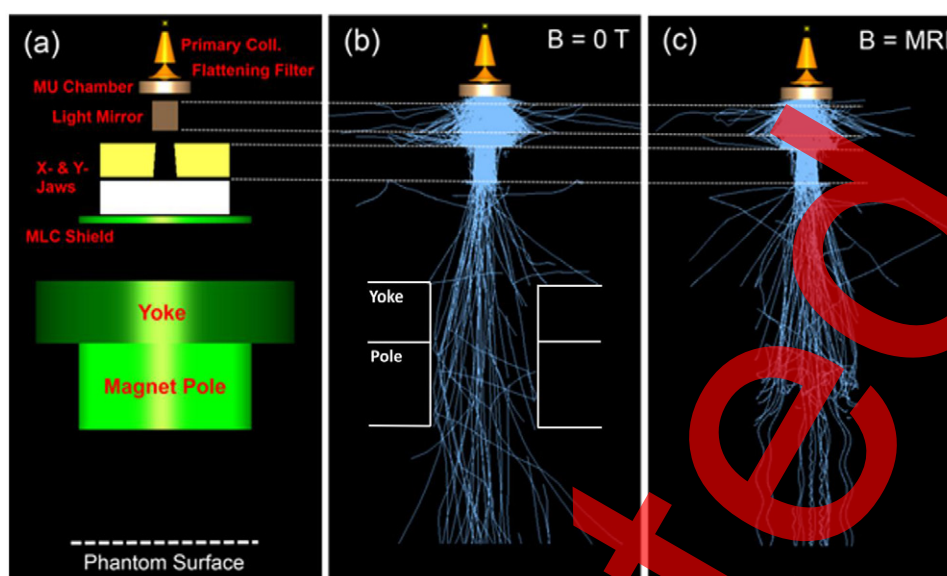 (a)
Primary Coll.
Flattening Filter
MU Chamber
Light Mirror
X- & Y-
Jaws
MLC Shield
Yoke
Magnet Pole
Phantom Surface
(b)
B = 0 T
Yoke
Pole
(c)